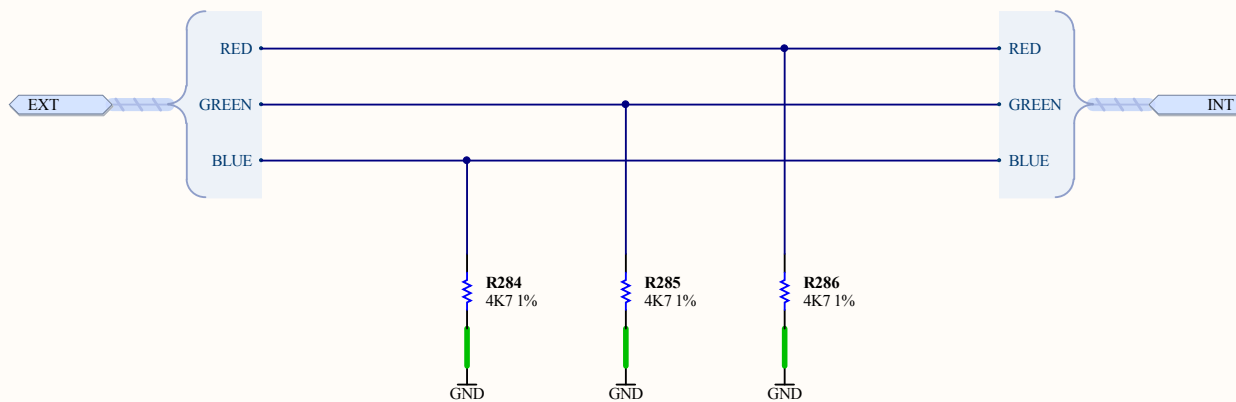 RED
RED
EXT
GREEN
GREEN
INT
BLUE
BLUE
R284
4K7 1%
R285
4K7 1%
R286
4K7 1%
GND
GND
GND